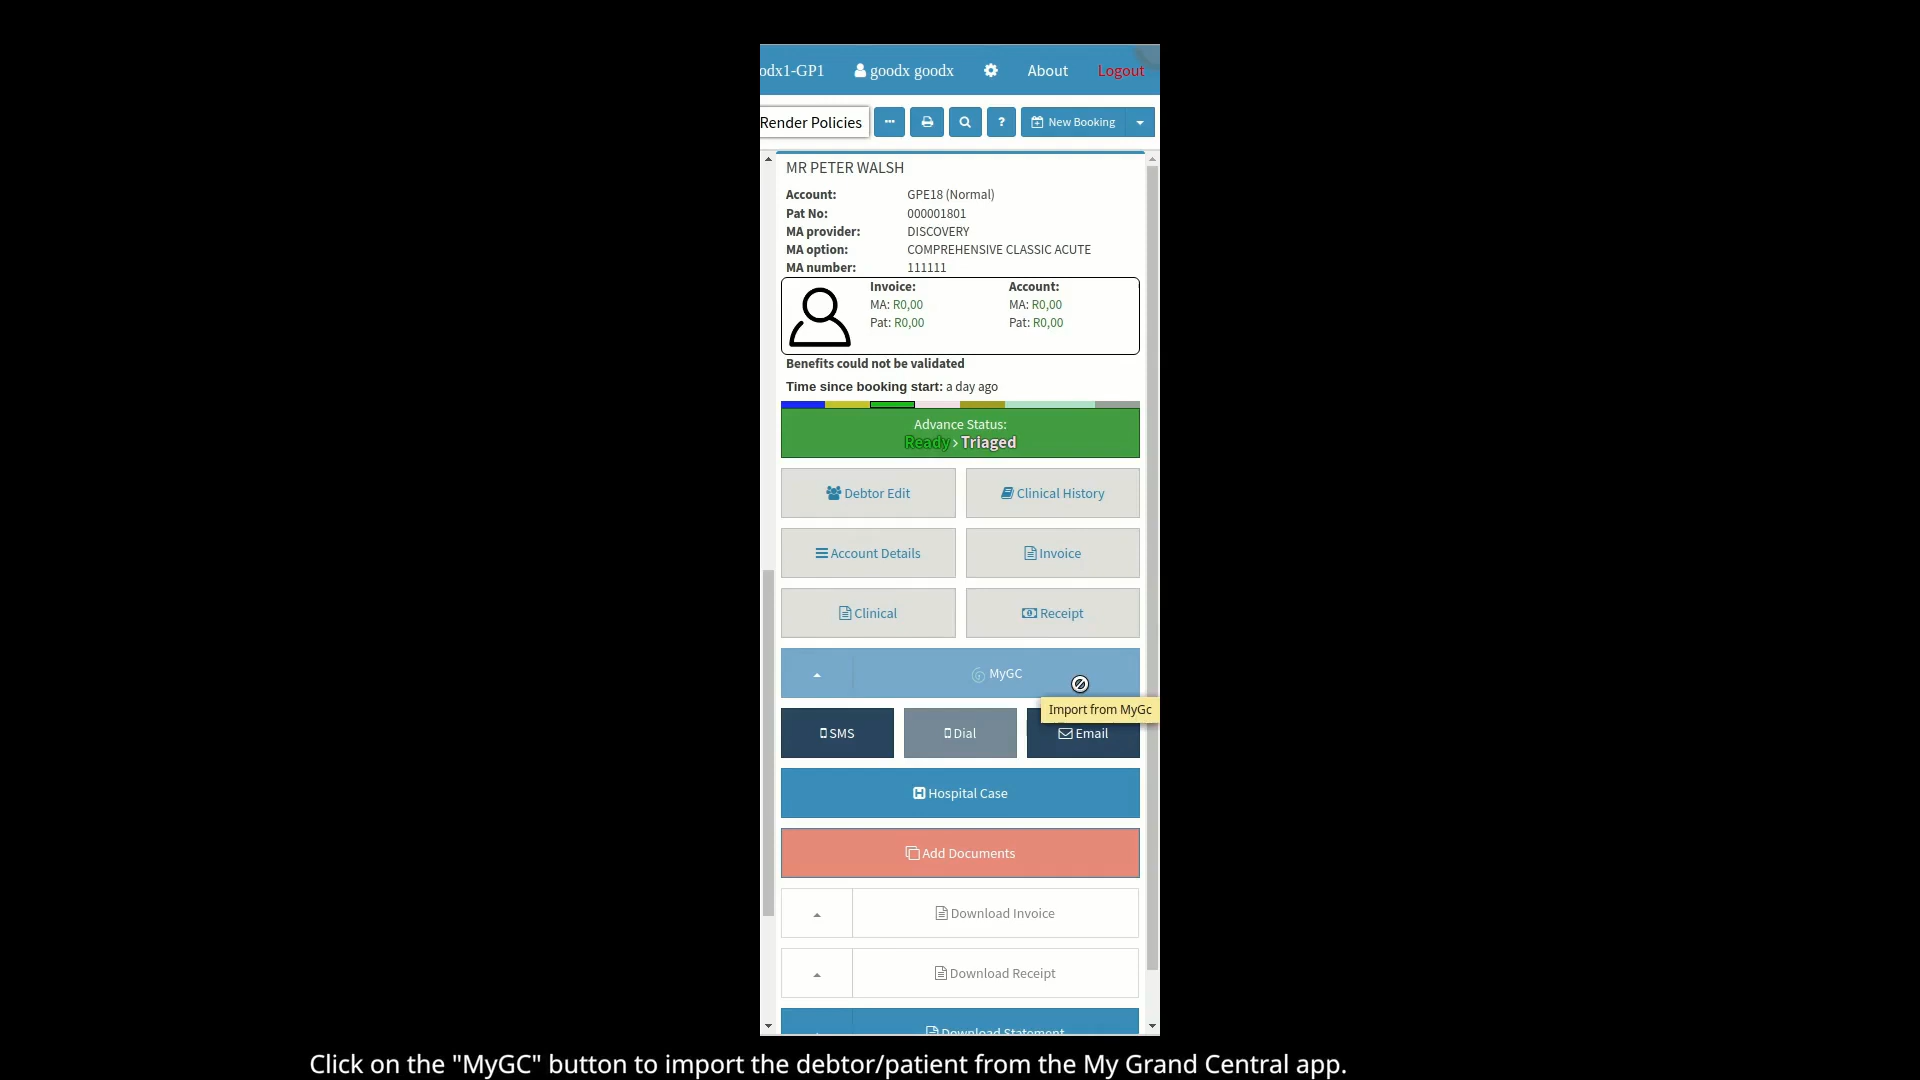 odx1-GP1 goodx goodx About Logout
Render Policies ? New Booking
MR PETER WALSH
Account: GPE18 (Normal)
Pat No: 000001801
MA provider: DISCOVERY
MA option: COMPREHENSIVE CLASSIC ACUTE
MA number: 111111
Invoice: Account:
MA: R0,00 MA: R0,00
Pat: R0,00 Pat: R0,00
Benefits could not be validated
Time since booking start: a day ago
Advance Status:
Ready › Triaged
Debtor Edit Clinical History
Account Details Invoice
Clinical Receipt
MyGC
Import from MyGc
SMS Dial Email
Hospital Case
Add Documents
Download Invoice
Download Receipt
Download Statement
Click on the "MyGC" button to import the debtor/patient from the My Grand Central app.